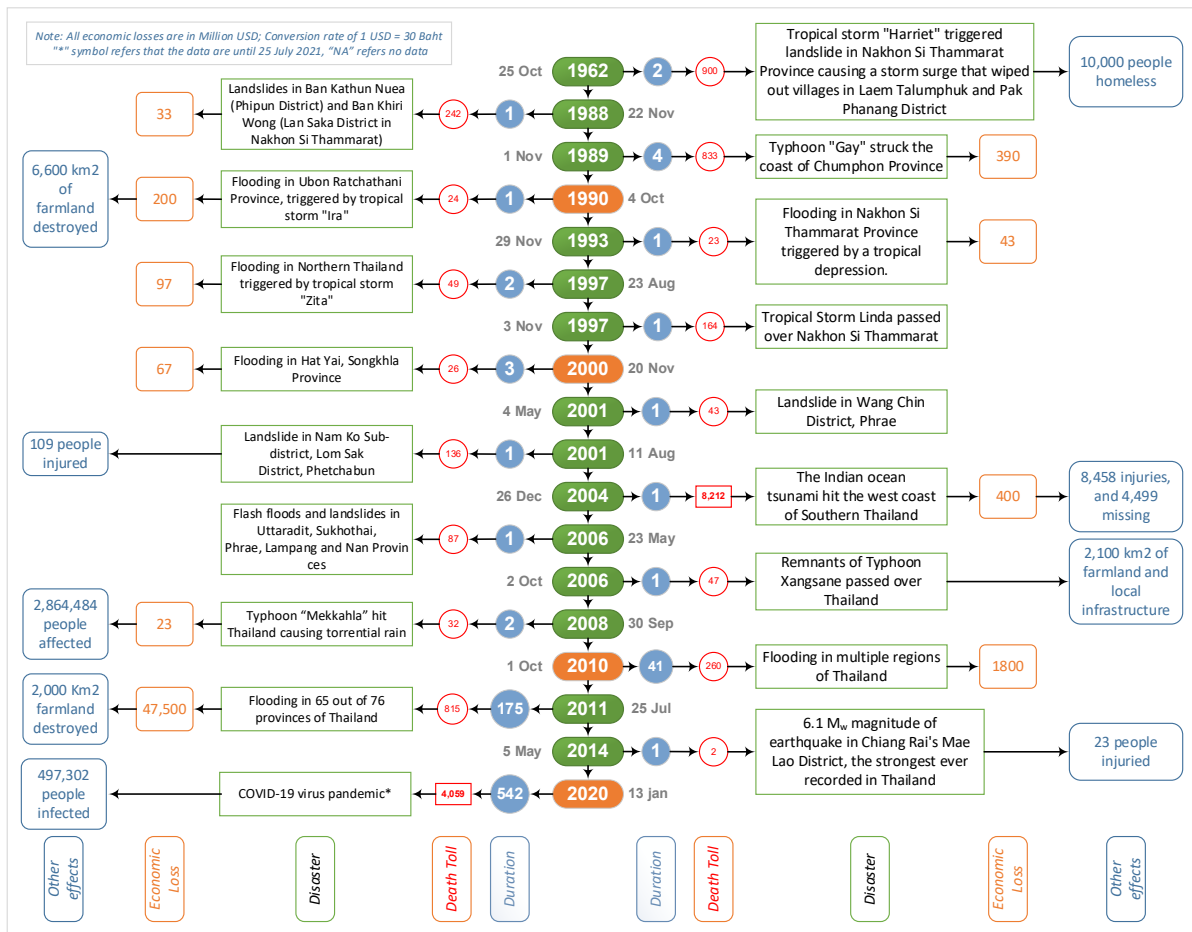 Note: All economic losses are in Million USD; Conversion rate of 1 USD = 30 Baht
"*" symbol refers that the data are until 25 July 2021, "NA" refers no data
25 Oct
1962
2
900
Tropical storm "Harriet" triggered
landslide in Nakhon Si Thammarat
Province causing a storm surge that wiped
out villages in Laem Talumphuk and Pak
Phanang District
10,000 people
homeless
33
Landslides in Ban Kathun Nuea
(Phipun District) and Ban Khiri
Wong (Lan Saka District in
Nakhon Si Thammarat)
242
1
1988
22 Nov
1 Nov
1989
4
833
Typhoon "Gay" struck the
coast of Chumphon Province
390
6,600 km2
of
farmland
destroyed
200
Flooding in Ubon Ratchathani
Province, triggered by tropical
storm "Ira"
24
1
1990
4 Oct
29 Nov
1993
1
23
Flooding in Nakhon Si
Thammarat Province
triggered by a tropical
depression.
43
97
Flooding in Northern Thailand
triggered by tropical storm
"Zita"
49
2
1997
23 Aug
3 Nov
1997
1
164
Tropical Storm Linda passed
over Nakhon Si Thammarat
67
Flooding in Hat Yai, Songkhla
Province
26
3
2000
20 Nov
4 May
2001
1
43
Landslide in Wang Chin
District, Phrae
109 people
injured
Landslide in Nam Ko Sub-
district, Lom Sak
District, Phetchabun
136
1
2001
11 Aug
26 Dec
2004
1
8,212
The Indian ocean
tsunami hit the west coast
of Southern Thailand
400
8,458 injuries,
and 4,499
missing
Flash floods and landslides in
Uttaradit, Sukhothai,
Phrae, Lampang and Nan Provin
ces
87
1
2006
23 May
2 Oct
2006
1
47
Remnants of Typhoon
Xangsane passed over
Thailand
2,100 km2 of
farmland and
local
infrastructure
2,864,484
people
affected
23
Typhoon “Mekkahla” hit
Thailand causing torrential rain
32
2
2008
30 Sep
1 Oct
2010
41
260
Flooding in multiple regions
of Thailand
1800
2,000 Km2
farmland
destroyed
47,500
Flooding in 65 out of 76
provinces of Thailand
815
175
2011
25 Jul
5 May
2014
1
2
6.1 Mw magnitude of
earthquake in Chiang Rai's Mae
Lao District, the strongest ever
recorded in Thailand
23 people
injuried
497,302
people
infected
COVID-19 virus pandemic*
4,059
542
2020
13 jan
Other
effects
Economic
Loss
Disaster
Death Toll
Duration
Duration
Death Toll
Disaster
Economic
Loss
Other
effects